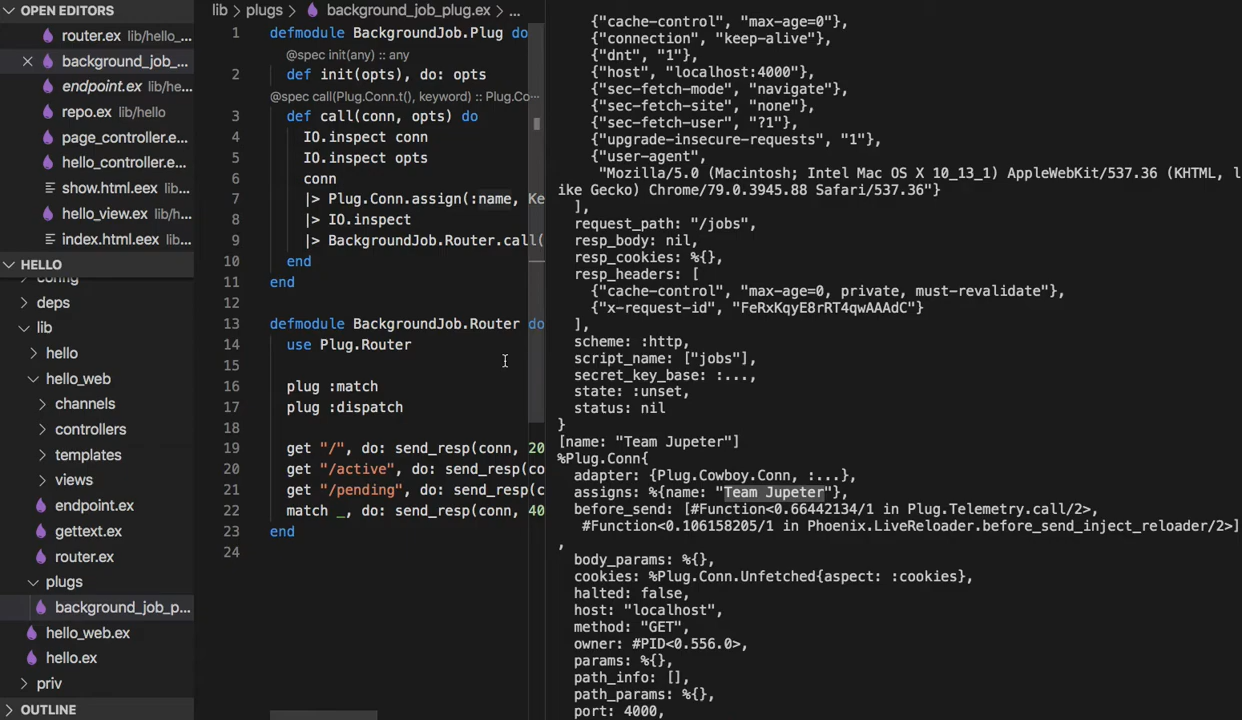 OPEN EDITORS
router.ex lib/hello_...
background_job_...
endpoint.ex lib/he...
repo.ex lib/hello
page_controller.e...
hello_controller.e...
show.html.eex lib...
hello_view.ex lib/h...
index.html.eex lib...
HELLO
config
deps
lib
hello
hello_web
channels
controllers
templates
views
endpoint.ex
gettext.ex
router.ex
plugs
background_job_p...
hello_web.ex
hello.ex
priv
OUTLINE
lib > plugs > background_job_plug.ex > ...
1 defmodule BackgroundJob.Plug do
@spec init(any) :: any
2 def init(opts), do: opts
@spec call(Plug.Conn.t(), keyword) :: Plug.Co...
3 def call(conn, opts) do
4 IO.inspect conn
5 IO.inspect opts
6 conn
7 |> Plug.Conn.assign(:name, Ke
8 |> IO.inspect
9 |> BackgroundJob.Router.call(
10 end
11 end
12
13 defmodule BackgroundJob.Router do
14 use Plug.Router
15
16 plug :match
17 plug :dispatch
18
19 get "/", do: send_resp(conn, 20
20 get "/active", do: send_resp(co
21 get "/pending", do: send_resp(c
22 match _, do: send_resp(conn, 40
23 end
24
{"cache-control", "max-age=0"},
{"connection", "keep-alive"},
{"dnt", "1"},
{"host", "localhost:4000"},
{"sec-fetch-mode", "navigate"},
{"sec-fetch-site", "none"},
{"sec-fetch-user", "?1"},
{"upgrade-insecure-requests", "1"},
{"user-agent",
"Mozilla/5.0 (Macintosh; Intel Mac OS X 10_13_1) AppleWebKit/537.36 (KHTML, l
ike Gecko) Chrome/79.0.3945.88 Safari/537.36"}
],
request_path: "/jobs",
resp_body: nil,
resp_cookies: %{},
resp_headers: [
{"cache-control", "max-age=0, private, must-revalidate"},
{"x-request-id", "FeRxKqyE8rRT4qwAAAdC"}
],
scheme: :http,
script_name: ["jobs"],
secret_key_base: :...,
state: :unset,
status: nil
}
[name: "Team Jupeter"]
%Plug.Conn{
adapter: {Plug.Cowboy.Conn, :...},
assigns: %{name: "Team Jupeter"},
before_send: [#Function<0.66442134/1 in Plug.Telemetry.call/2>,
#Function<0.106158205/1 in Phoenix.LiveReloader.before_send_inject_reloader/2>]
,
body_params: %{},
cookies: %Plug.Conn.Unfetched{aspect: :cookies},
halted: false,
host: "localhost",
method: "GET",
owner: #PID<0.556.0>,
params: %{},
path_info: [],
path_params: %{},
port: 4000,